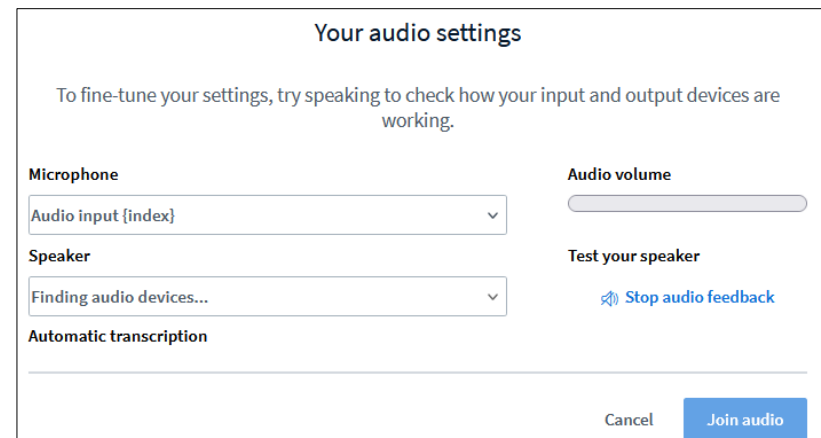 Your audio settings
To fine-tune your settings, try speaking to check how your input and output devices are
working.
Microphone
Audio volume
Audio input {index}
Speaker
Test your speaker
Finding audio devices...
Stop audio feedback
Automatic transcription
Cancel
Join audio